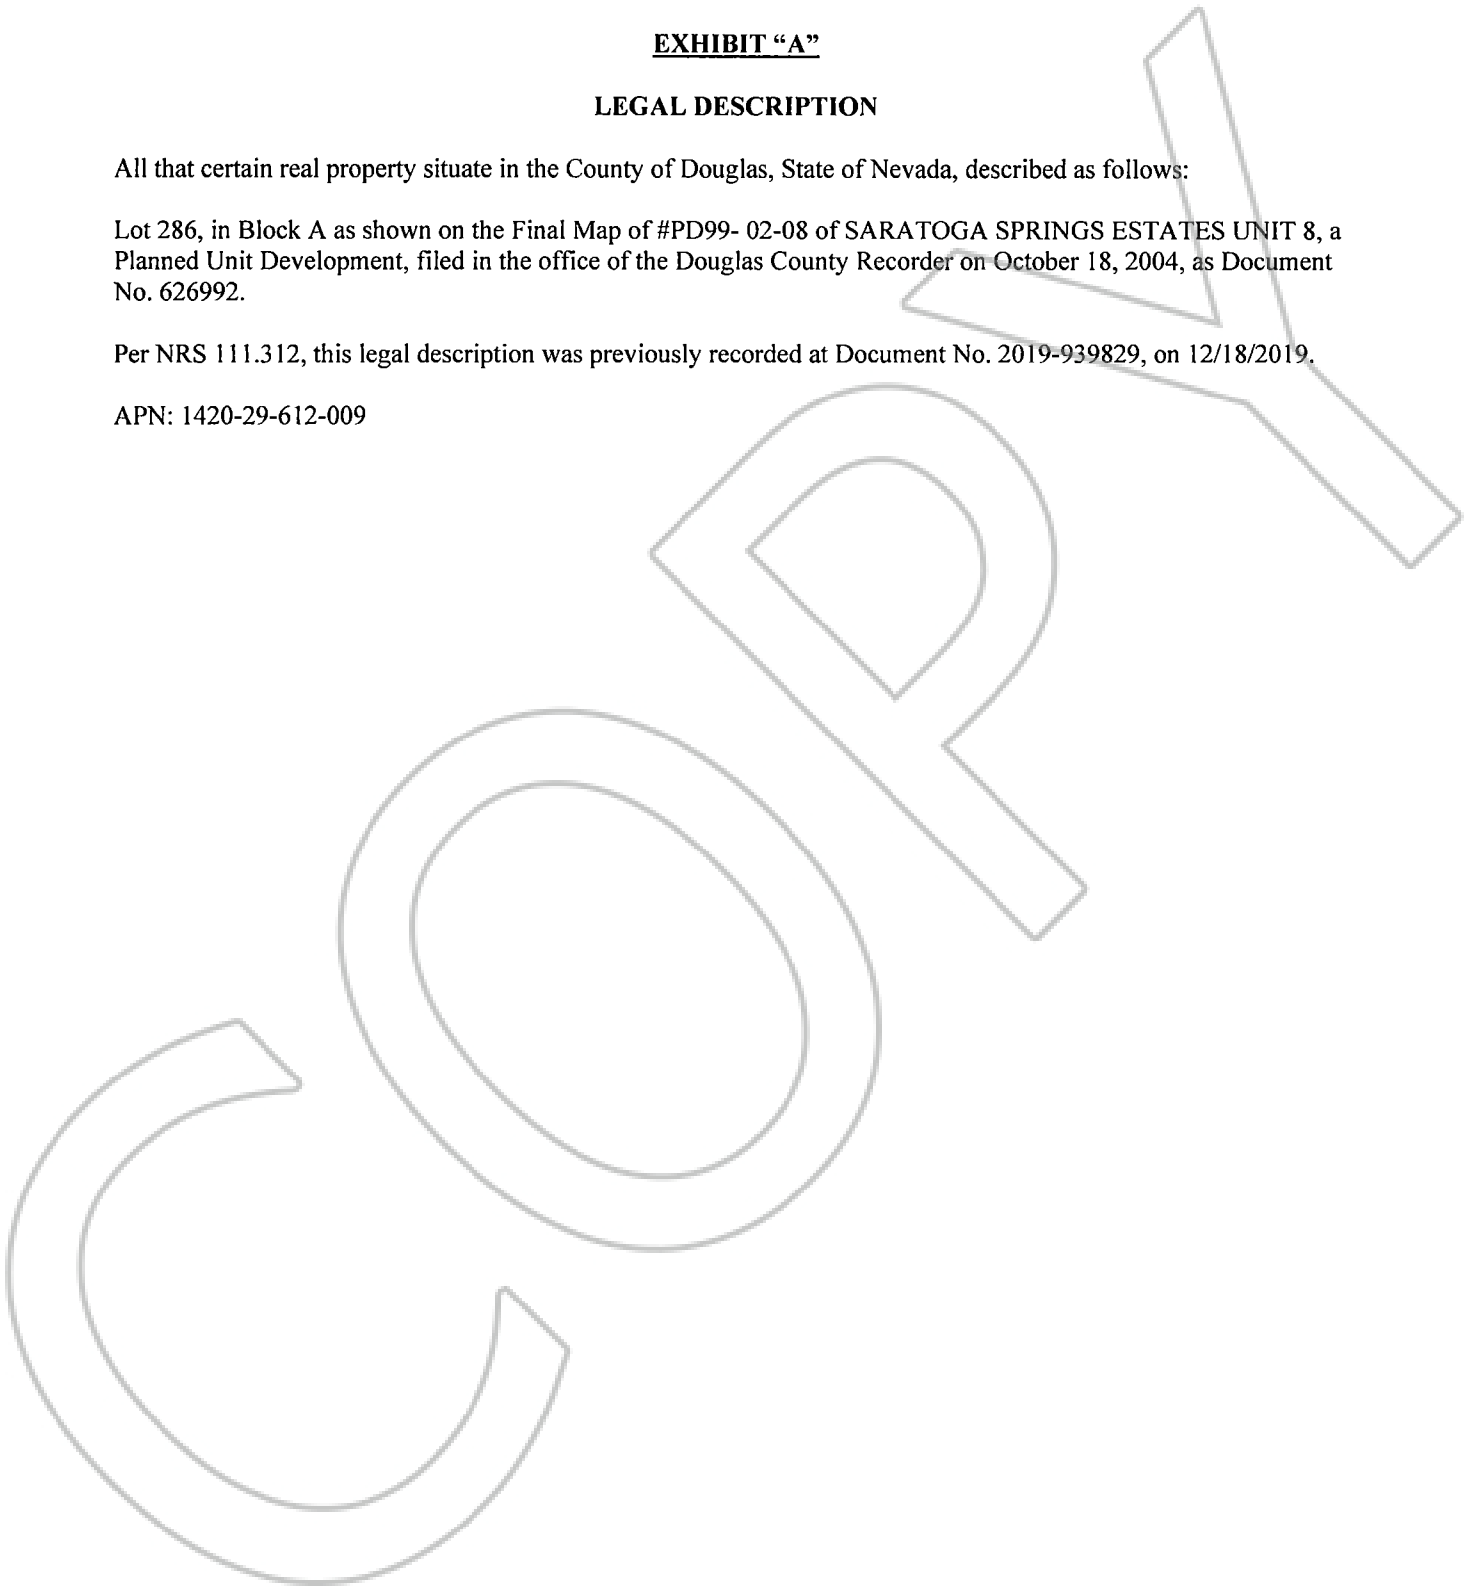 EXHIBIT “A”
LEGAL DESCRIPTION
All that certain real property situate in the County of Douglas, State of Nevada, described as follows:
Lot 286, in Block A as shown on the Final Map of #PD99- 02-08 of SARATOGA SPRINGS ESTATES UNIT 8, a
Planned Unit Development, filed in the office of the Douglas County Recorder on October 18, 2004, as Document
No. 626992.
Per NRS 111.312, this legal description was previously recorded at Document No. 2019-939829, on 12/18/2019.
APN: 1420-29-612-009
COPY